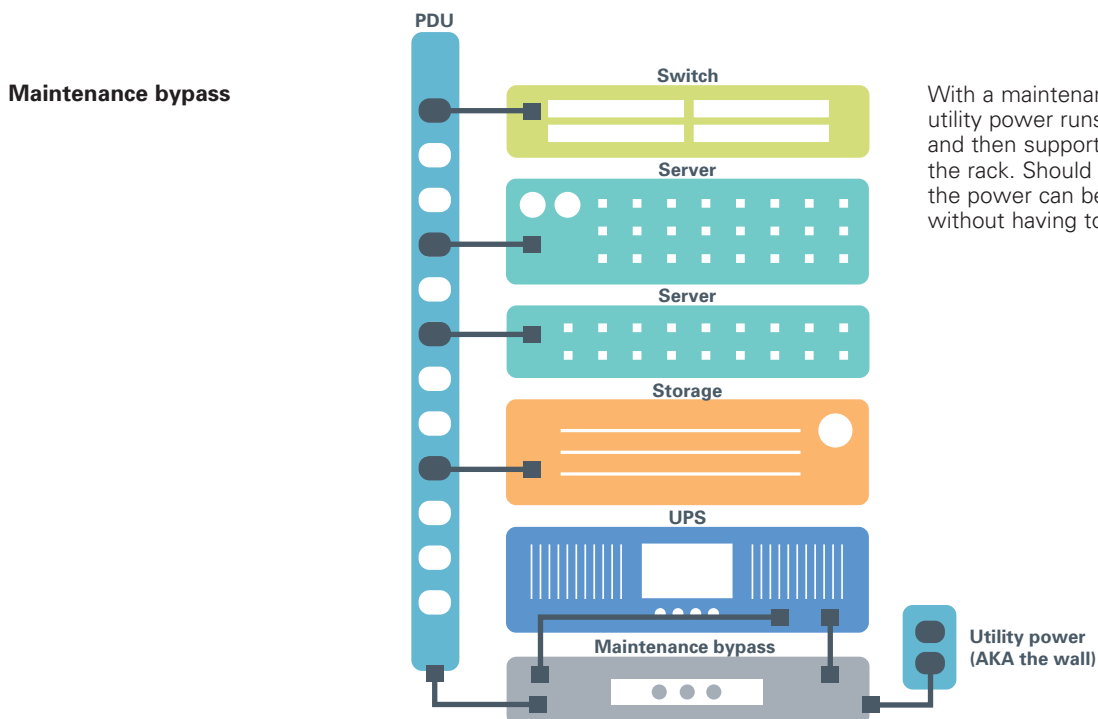 Maintenance bypass
PDU
Switch
Server
Server
Storage
UPS
Maintenance bypass
Utility power
(AKA the wall)
With a
utility power runs
and then support
the rack. Should
the power can be
without having to